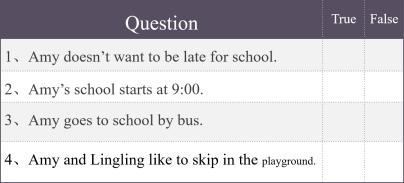 Question True False
1、Amy doesn’t want to be late for school.
2、Amy’s school starts at 9:00.
3、Amy goes to school by bus.
4、Amy and Lingling like to skip in the playground.